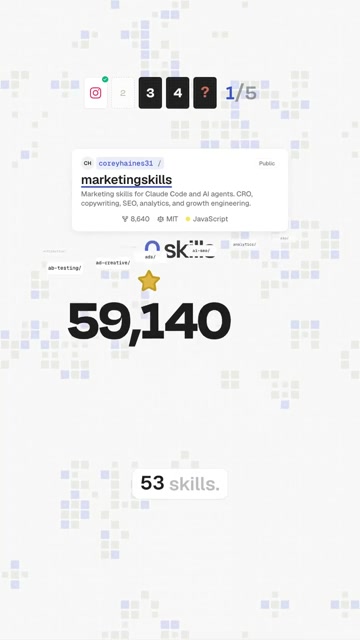 2 3 4 ? 1/5
CH coreyhaines31 / Public
marketingskills
Marketing skills for Claude Code and AI agents. CRO,
copywriting, SEO, analytics, and growth engineering.
8.640 MIT JavaScript
skills
ads/
ad-creative/
ab-testing/
59,140
53 skills.